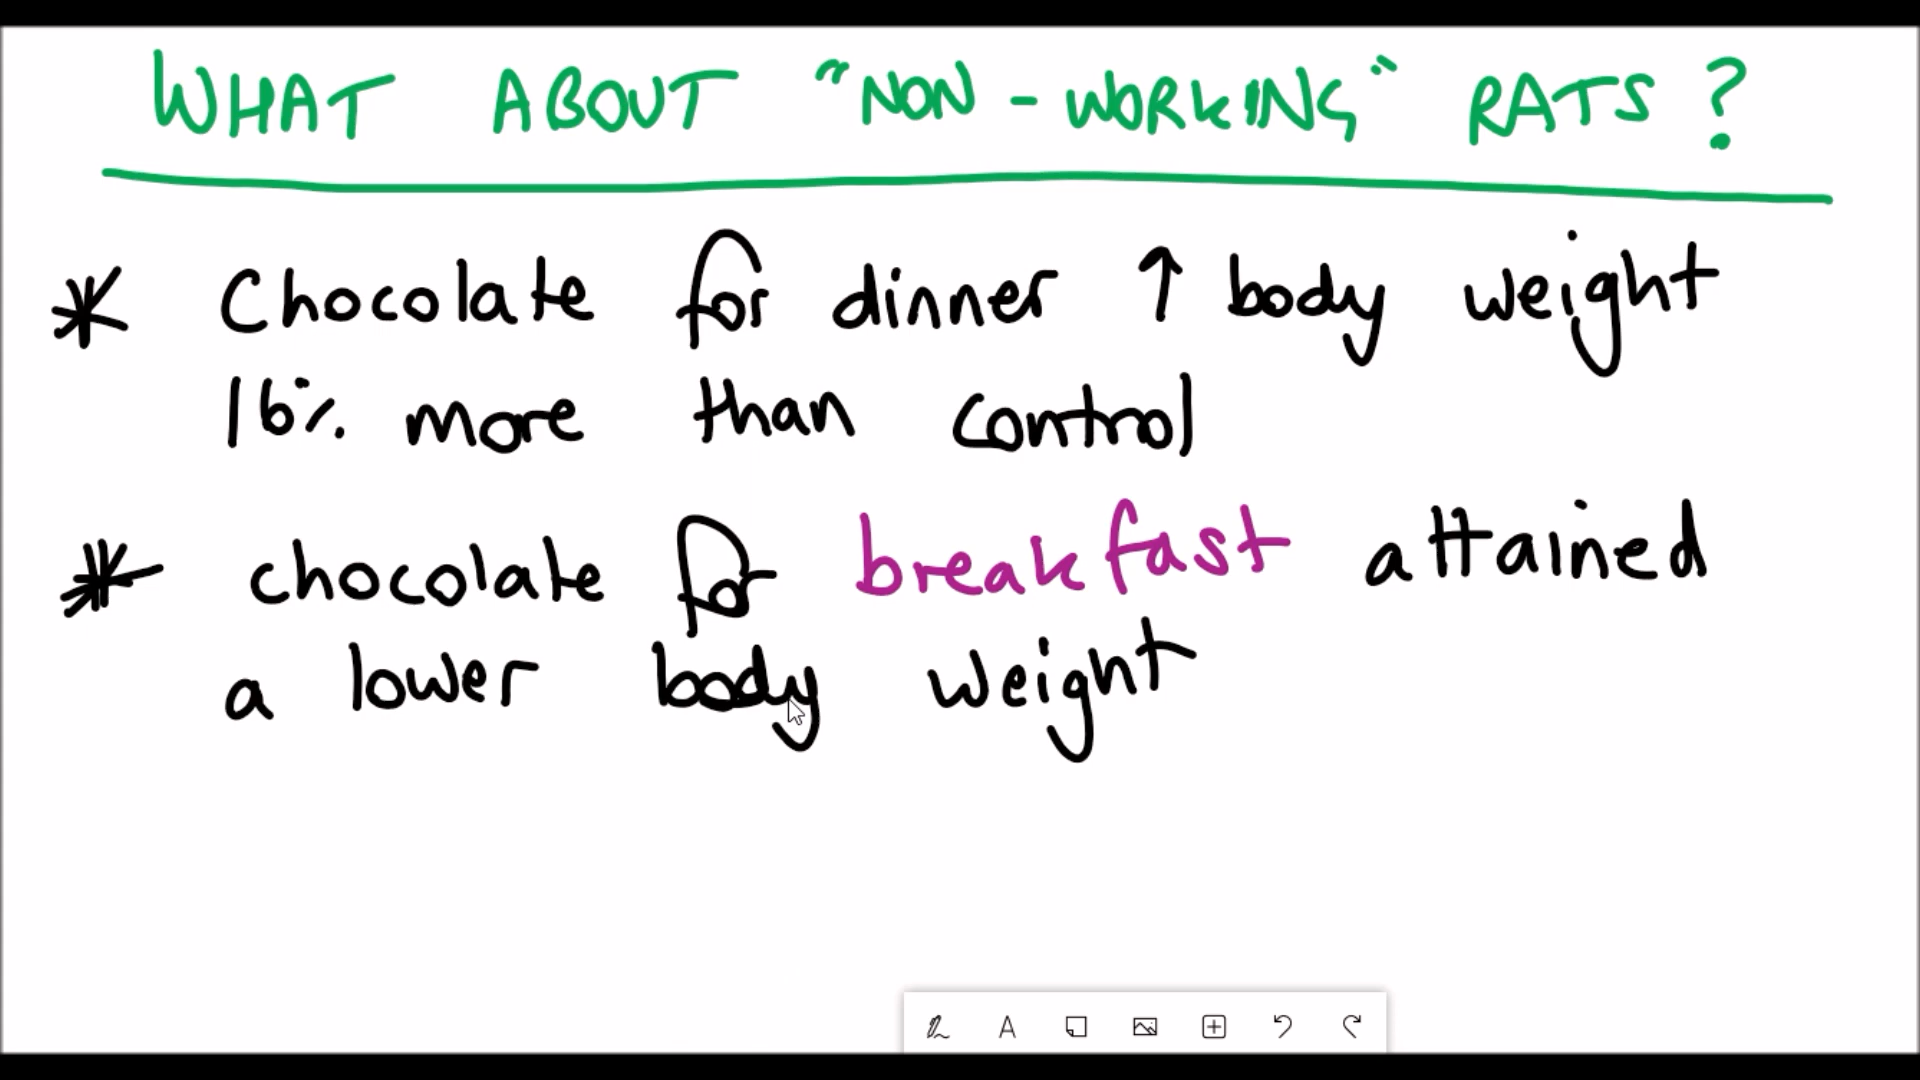 WHAT ABOUT "NON-WORKING" RATS?
* Chocolate for dinner ↑ body weight
16% more than control
* chocolate for breakfast attained
a lower body weight